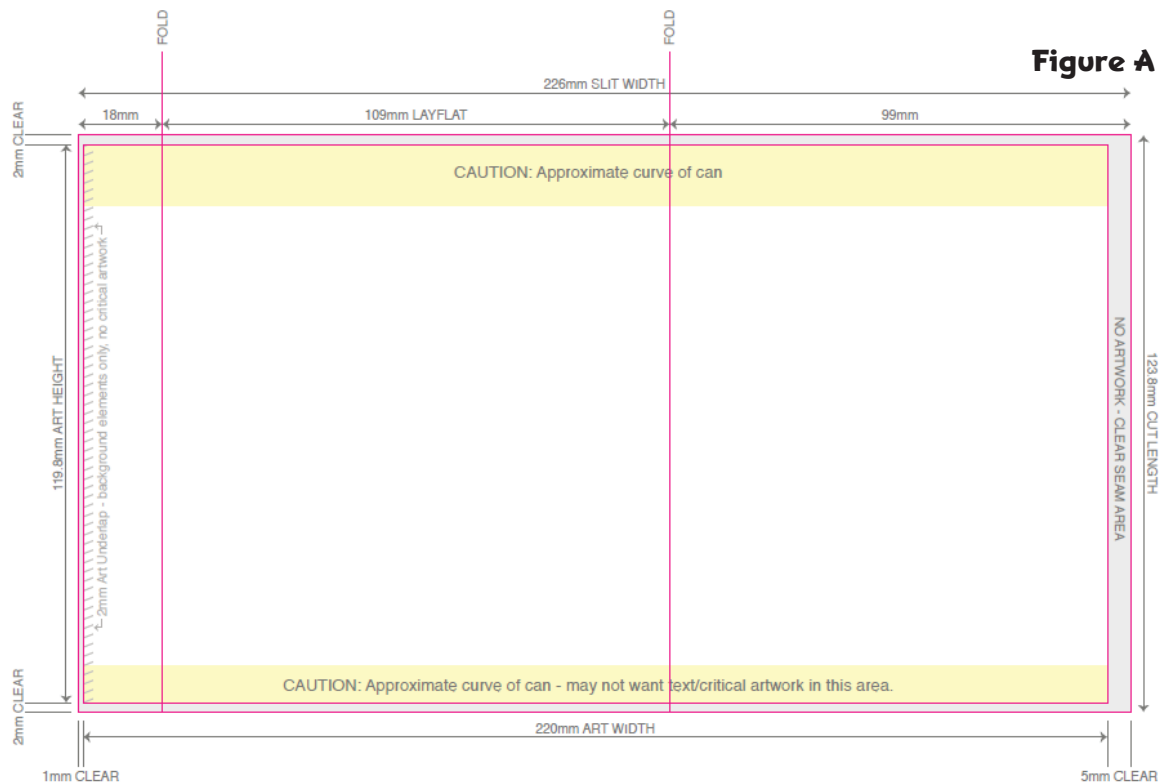 FOLD
FOLD
Figure A
226mm SLIT WIDTH
18mm
109mm LAYFLAT
99mm
2mm CLEAR
CAUTION: Approximate curve of can
2mm Art Underlap - background elements only, no critical artwork
119.8mm ART HEIGHT
NO ARTWORK - CLEAR SEAM AREA
123.8mm CUT LENGTH
CAUTION: Approximate curve of can - may not want text/critical artwork in this area.
2mm CLEAR
220mm ART WIDTH
1mm CLEAR
5mm CLEAR